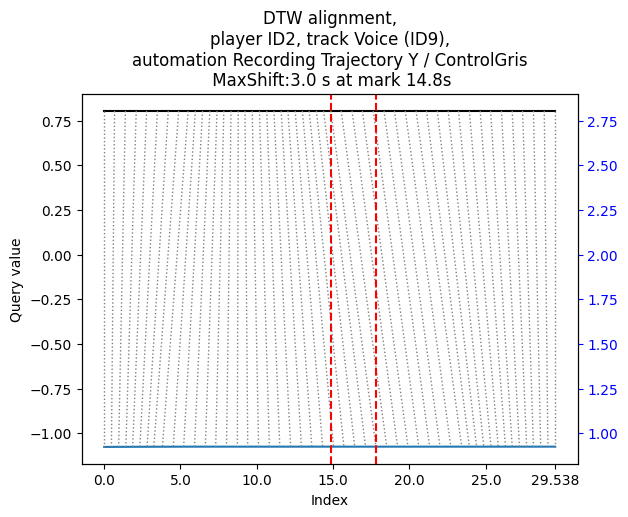 DTW alignment,
player ID2, track Voice (ID9),
automation Recording Trajectory Y / ControlGris
MaxShift:3.0 s at mark 14.8s
0.75
0.50
0.25
0.00
−0.25
−0.50
−0.75
−1.00
Query value
2.75
2.50
2.25
2.00
1.75
1.50
1.25
1.00
0.0 5.0 10.0 15.0 20.0 25.0 29.538
Index